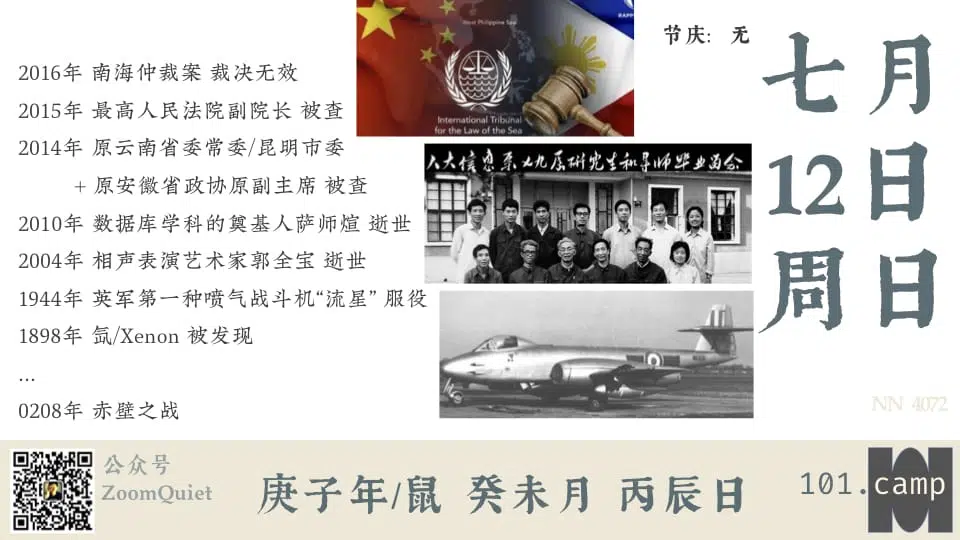 2016年 南海仲裁案 裁决无效
2015年 最高人民法院副院长 被查
2014年 原云南省委常委/昆明市委
+ 原安徽省政协原副主席 被查
2010年 数据库学科的奠基人萨师煊 逝世
2004年 相声表演艺术家郭全宝 逝世
1944年 英军第一种喷气战斗机“流星” 服役
1898年 氙/Xenon 被发现
...
0208年 赤壁之战
West Philippine Sea
RAPP
International Tribunal
for the Law of the Sea
人大信息系九届研究生和导师毕业留念
节庆： 无
七月
12日
周日
NN 4072
公众号
ZoomQuiet
庚子年/鼠 癸未月 丙辰日
101.camp